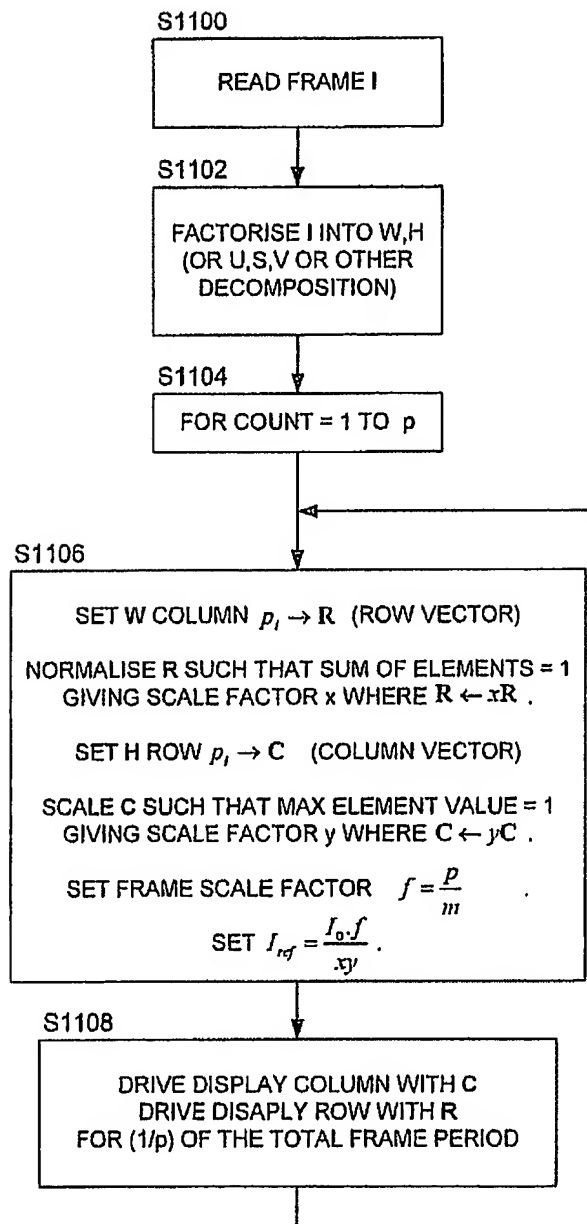 S1100
READ FRAME I
S1102
FACTORISE I INTO W,H
(OR U,S,V OR OTHER
DECOMPOSITION)
S1104
FOR COUNT = 1 TO p
S1106
SET W COLUMN p_i → R (ROW VECTOR)
NORMALISE R SUCH THAT SUM OF ELEMENTS = 1
GIVING SCALE FACTOR x WHERE R ← xR .
SET H ROW p_i → C (COLUMN VECTOR)
SCALE C SUCH THAT MAX ELEMENT VALUE = 1
GIVING SCALE FACTOR y WHERE C ← yC .
SET FRAME SCALE FACTOR f = p/m .
SET I_ref = I_0.f/xy .
S1108
DRIVE DISPLAY COLUMN WITH C
DRIVE DISAPLY ROW WITH R
FOR (1/p) OF THE TOTAL FRAME PERIOD